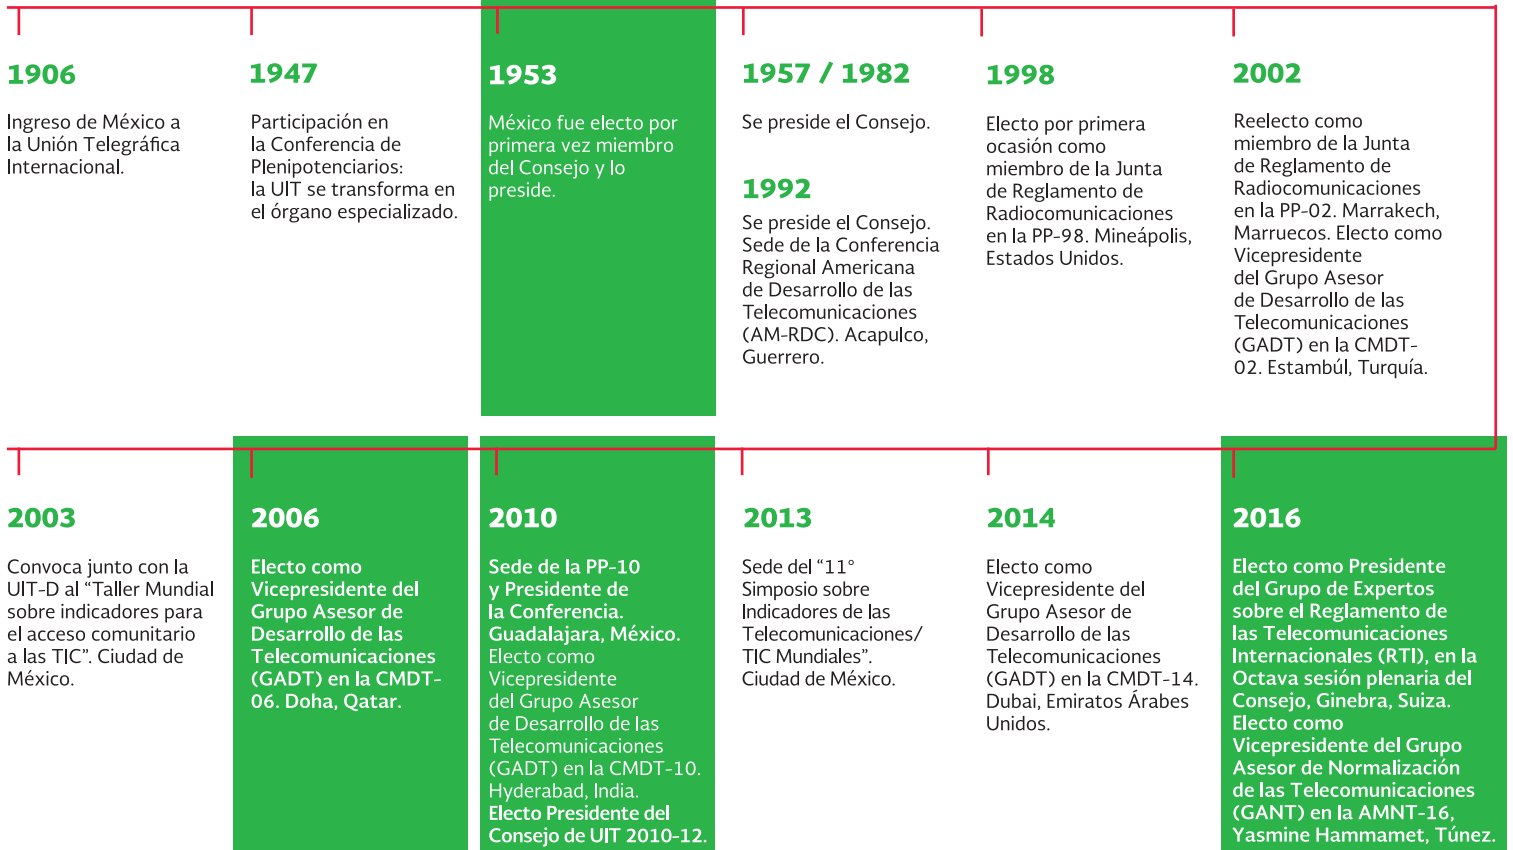 1906
Ingreso de México a
la Unión Telegráfica
Internacional.
1947
Participación en
la Conferencia de
Plenipotenciarios:
la UIT se transforma en
el órgano especializado.
1953
México fue electo por
primera vez miembro
del Consejo y lo
preside.
1957 / 1982
Se preside el Consejo.
1992
Se preside el Consejo.
Sede de la Conferencia
Regional Americana
de Desarrollo de las
Telecomunicaciones
(AM-RDC). Acapulco,
Guerrero.
1998
Electo por primera
ocasión como
miembro de la Junta
de Reglamento de
Radiocomunicaciones
en la PP-98. Mineápolis,
Estados Unidos.
2002
Reelecto como
miembro de la Junta
de Reglamento de
Radiocomunicaciones
en la PP-02. Marrakech,
Marruecos. Electo como
Vicepresidente
del Grupo Asesor
de Desarrollo de las
Telecomunicaciones
(GADT) en la CMDT-
02. Estambúl, Turquía.
2003
Convoca junto con la
UIT-D al “Taller Mundial
sobre indicadores para
el acceso comunitario
a las TIC”. Ciudad de
México.
2006
Electo como
Vicepresidente del
Grupo Asesor de
Desarrollo de las
Telecomunicaciones
(GADT) en la CMDT-
06. Doha, Qatar.
2010
Sede de la PP-10
y Presidente de
la Conferencia.
Guadalajara, México.
Electo como
Vicepresidente
del Grupo Asesor
de Desarrollo de las
Telecomunicaciones
(GADT) en la CMDT-10.
Hyderabad, India.
Electo Presidente del
Consejo de UIT 2010-12.
2013
Sede del “11°
Simposio sobre
Indicadores de las
Telecomunicaciones/
TIC Mundiales”.
Ciudad de México.
2014
Electo como
Vicepresidente del
Grupo Asesor de
Desarrollo de las
Telecomunicaciones
(GADT) en la CMDT-14.
Dubai, Emiratos Árabes
Unidos.
2016
Electo como Presidente
del Grupo de Expertos
sobre el Reglamento de
las Telecomunicaciones
Internacionales (RTI), en la
Octava sesión plenaria del
Consejo, Ginebra, Suiza.
Electo como
Vicepresidente del Grupo
Asesor de Normalización
de las Telecomunicaciones
(GANT) en la AMNT-16,
Yasmine Hammamet, Túnez.